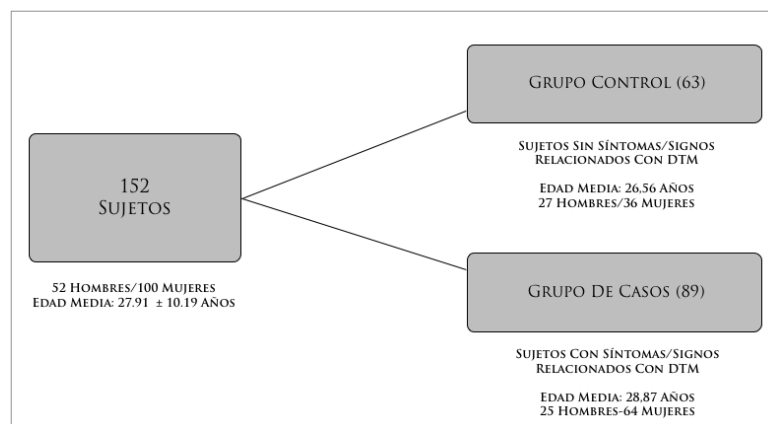 152
Sujetos
52 Hombres/100 Mujeres
Edad Media: 27.91 ± 10.19 Años
Grupo Control (63)
Sujetos Sin Síntomas/Signos
Relacionados Con DTM
Edad Media: 26,56 Años
27 Hombres/36 Mujeres
Grupo De Casos (89)
Sujetos Con Síntomas/Signos
Relacionados Con DTM
Edad Media: 28,87 Años
25 Hombres-64 Mujeres